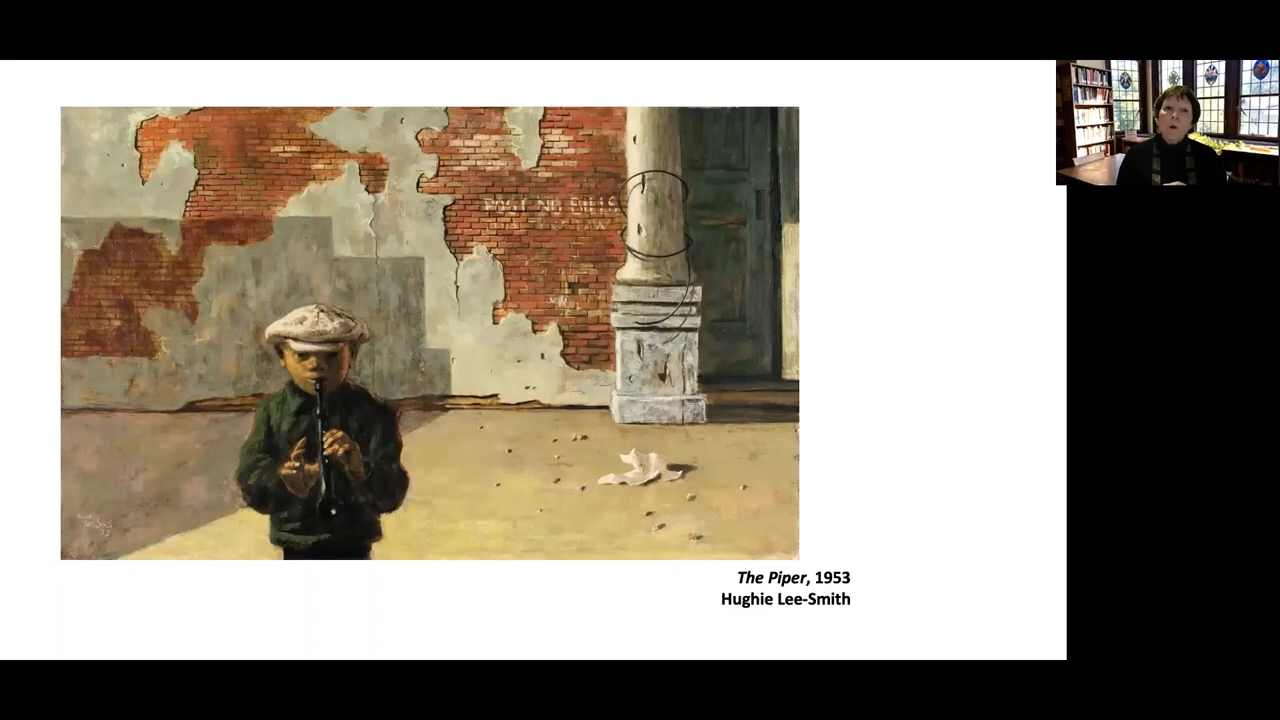 POST NO BILLS
The Piper, 1953
Hughie Lee-Smith